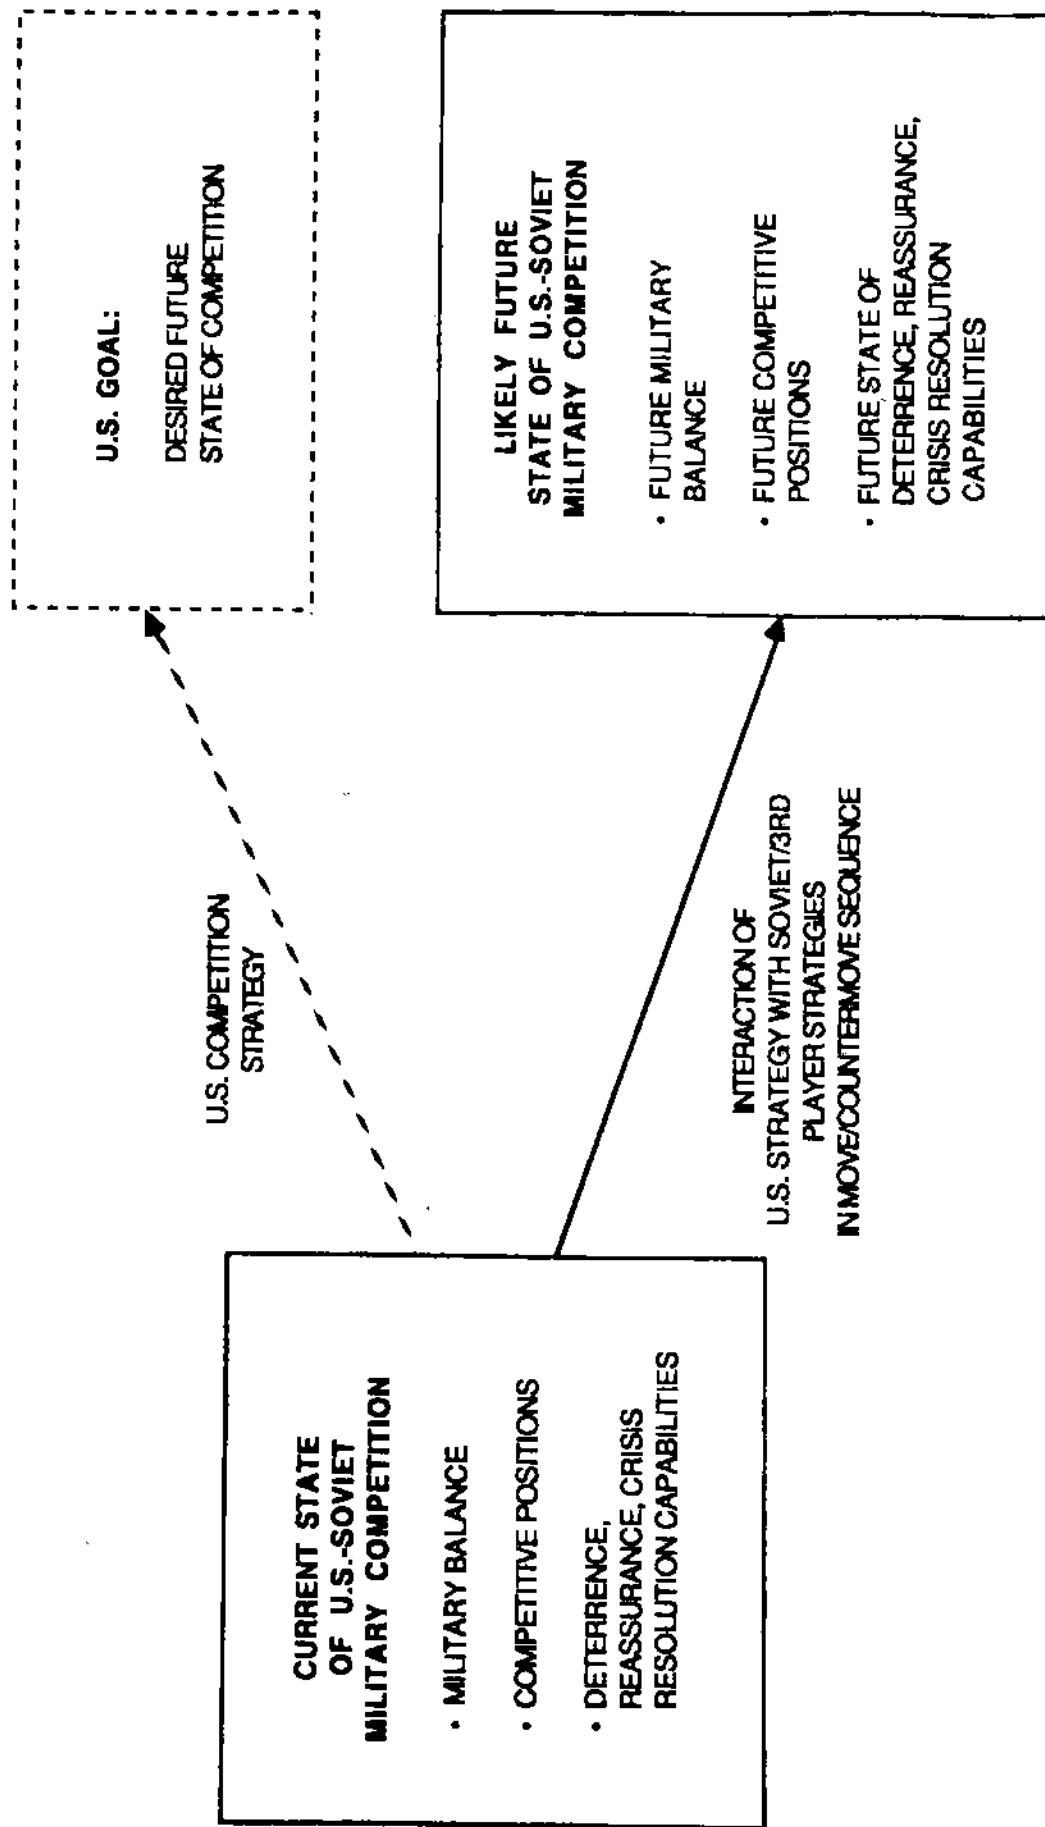 CURRENT STATE
OF U.S.-SOVIET
MILITARY COMPETITION
• MILITARY BALANCE
• COMPETITIVE POSITIONS
• DETERRENCE,
REASSURANCE, CRISIS
RESOLUTION CAPABILITIES
U.S. COMPETITION
STRATEGY
INTERACTION OF
U.S. STRATEGY WITH SOVIET/3RD
PLAYER STRATEGIES
IN MOVE/COUNTERMOVE SEQUENCE
U.S. GOAL:
DESIRED FUTURE
STATE OF COMPETITION
LIKELY FUTURE
STATE OF U.S.-SOVIET
MILITARY COMPETITION
• FUTURE MILITARY
BALANCE
• FUTURE COMPETITIVE
POSITIONS
• FUTURE STATE OF
DETERRENCE, REASSURANCE,
CRISIS RESOLUTION
CAPABILITIES